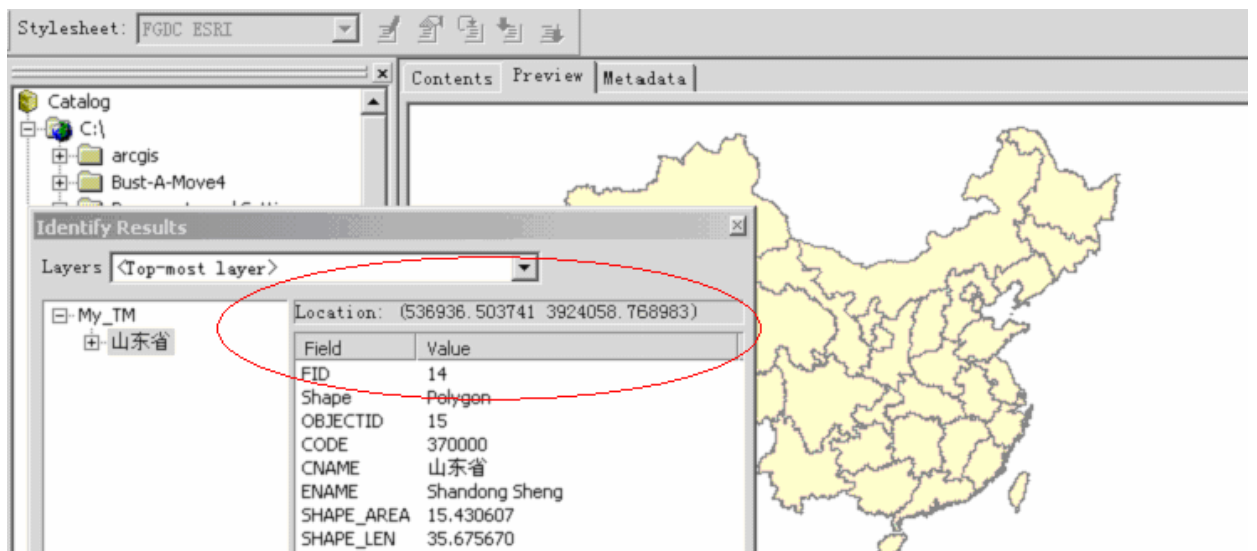 Stylesheet: FGDC ESRI
Contents Preview Metadata
Catalog
C:\
arcgis
Bust-A-Move4
Identify Results
Layers <Top-most layer>
My_TM
山东省
Location: (536936.503741 3924058.768983)
Field Value
FID 14
Shape Polygon
OBJECTID 15
CODE 370000
CNAME 山东省
ENAME Shandong Sheng
SHAPE_AREA 15.430607
SHAPE_LEN 35.675670